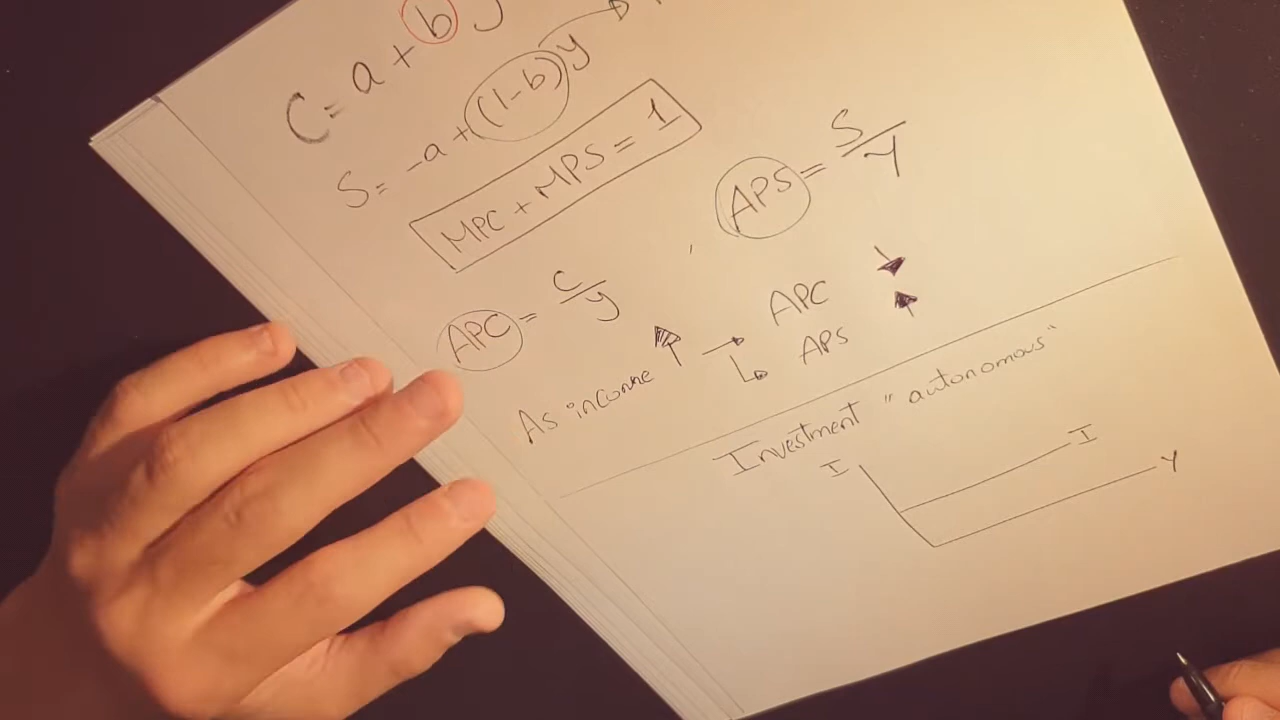 C = a + b y
S = -a + (1-b) y
MPC + MPS = 1
APC = C/y , APS = S/Y
As income ↑ → APC ↓
↳ APS ↑
Investment "autonomous"
I
I
Y